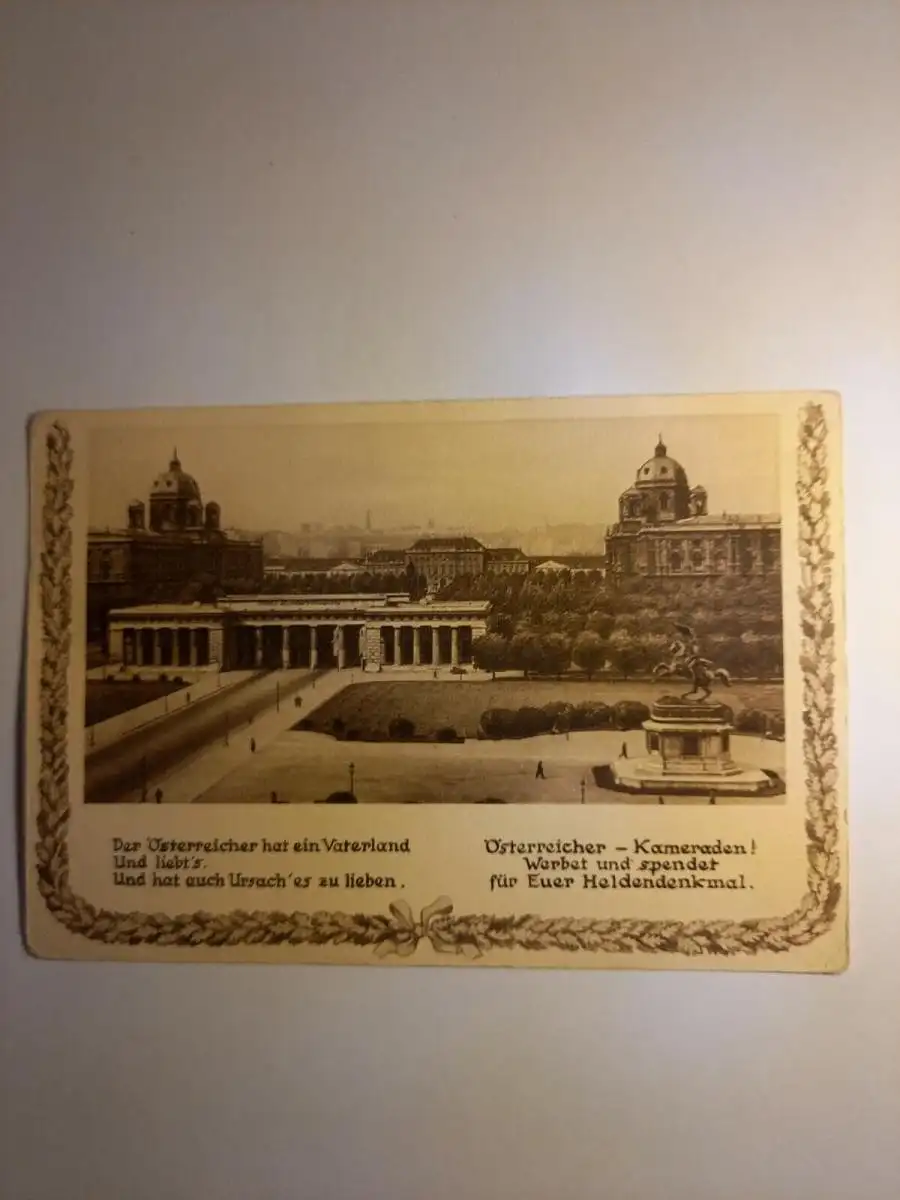 Der Österreicher hat ein Vaterland
Und liebt's.
Und hat auch Ursach' es zu lieben.
Österreicher – Kameraden!
Werbet und spendet
für Euer Heldendenkmal.